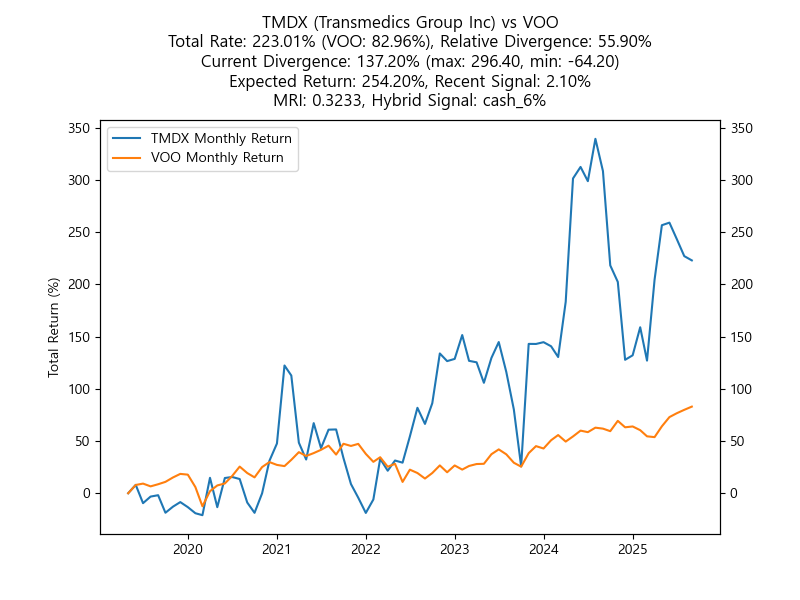 TMDX (Transmedics Group Inc) vs VOO
Total Rate: 223.01% (VOO: 82.96%), Relative Divergence: 55.90%
Current Divergence: 137.20% (max: 296.40, min: -64.20)
Expected Return: 254.20%, Recent Signal: 2.10%
MRI: 0.3233, Hybrid Signal: cash_6%
TMDX Monthly Return
VOO Monthly Return
Total Return (%)
350
300
250
200
150
100
50
0
350
300
250
200
150
100
50
0
2020 2021 2022 2023 2024 2025